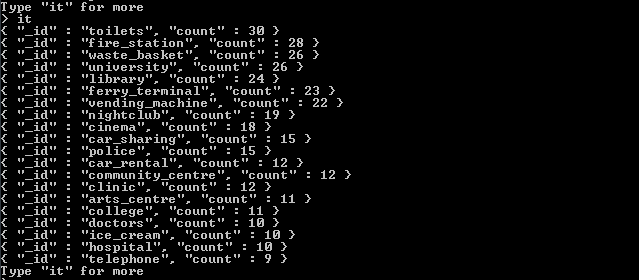 Type "it" for more
> it
{ "_id" : "toilets", "count" : 30 }
{ "_id" : "fire_station", "count" : 28 }
{ "_id" : "waste_basket", "count" : 26 }
{ "_id" : "university", "count" : 26 }
{ "_id" : "library", "count" : 24 }
{ "_id" : "ferry_terminal", "count" : 23 }
{ "_id" : "vending_machine", "count" : 22 }
{ "_id" : "nightclub", "count" : 19 }
{ "_id" : "cinema", "count" : 18 }
{ "_id" : "car_sharing", "count" : 15 }
{ "_id" : "police", "count" : 15 }
{ "_id" : "car_rental", "count" : 12 }
{ "_id" : "community_centre", "count" : 12 }
{ "_id" : "clinic", "count" : 12 }
{ "_id" : "arts_centre", "count" : 11 }
{ "_id" : "college", "count" : 11 }
{ "_id" : "doctors", "count" : 10 }
{ "_id" : "ice_cream", "count" : 10 }
{ "_id" : "hospital", "count" : 10 }
{ "_id" : "telephone", "count" : 9 }
Type "it" for more